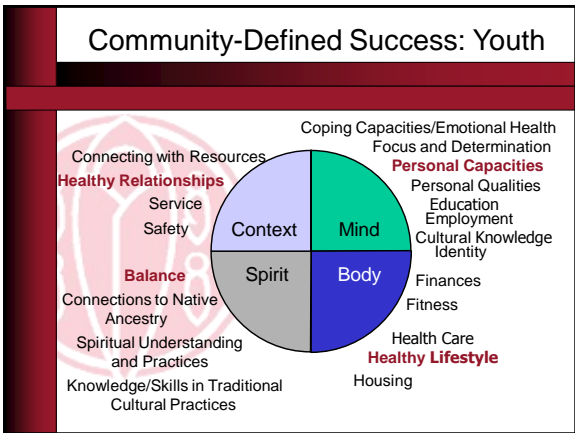 Community-Defined Success: Youth
Coping Capacities/Emotional Health
Focus and Determination
Personal Capacities
Personal Qualities
Education
Employment
Cultural Knowledge
Identity
Connecting with Resources
Healthy Relationships
Service
Safety
Context
Mind
Spirit
Body
Balance
Connections to Native
Ancestry
Spiritual Understanding
and Practices
Knowledge/Skills in Traditional
Cultural Practices
Finances
Fitness
Health Care
Healthy Lifestyle
Housing